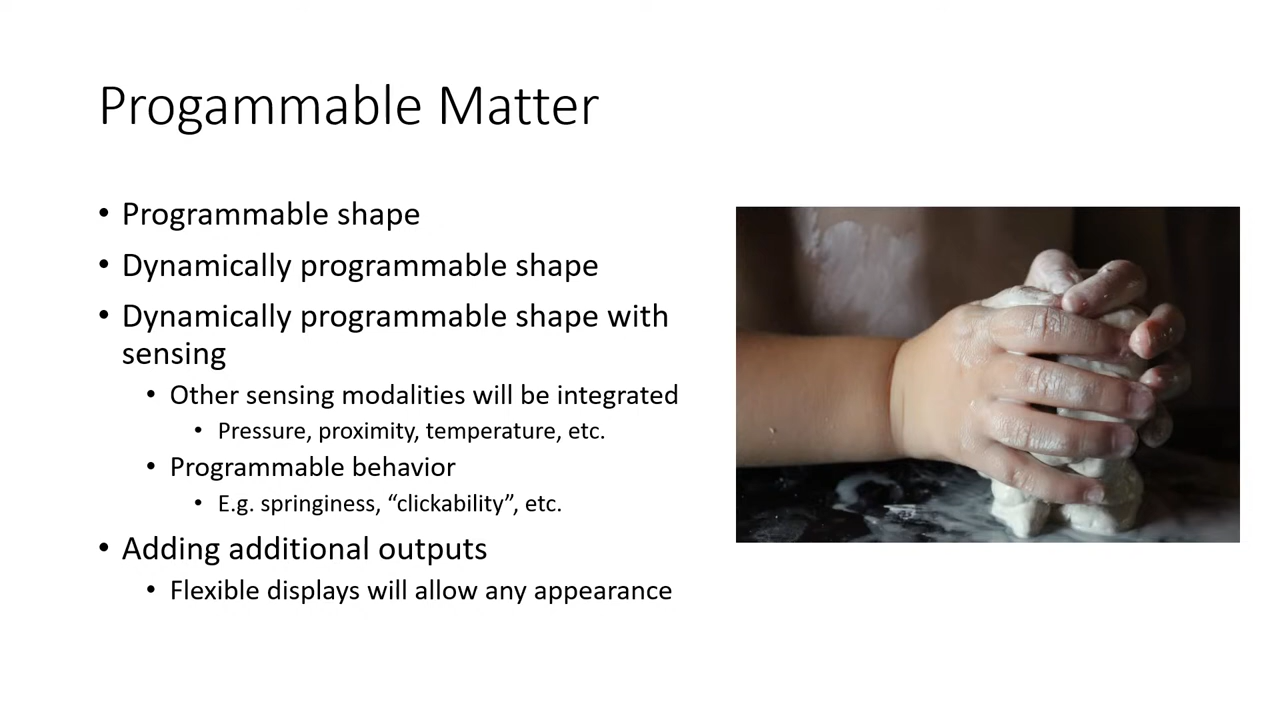 Progammable Matter
• Programmable shape
• Dynamically programmable shape
• Dynamically programmable shape with
sensing
• Other sensing modalities will be integrated
• Pressure, proximity, temperature, etc.
• Programmable behavior
• E.g. springiness, “clickability”, etc.
• Adding additional outputs
• Flexible displays will allow any appearance